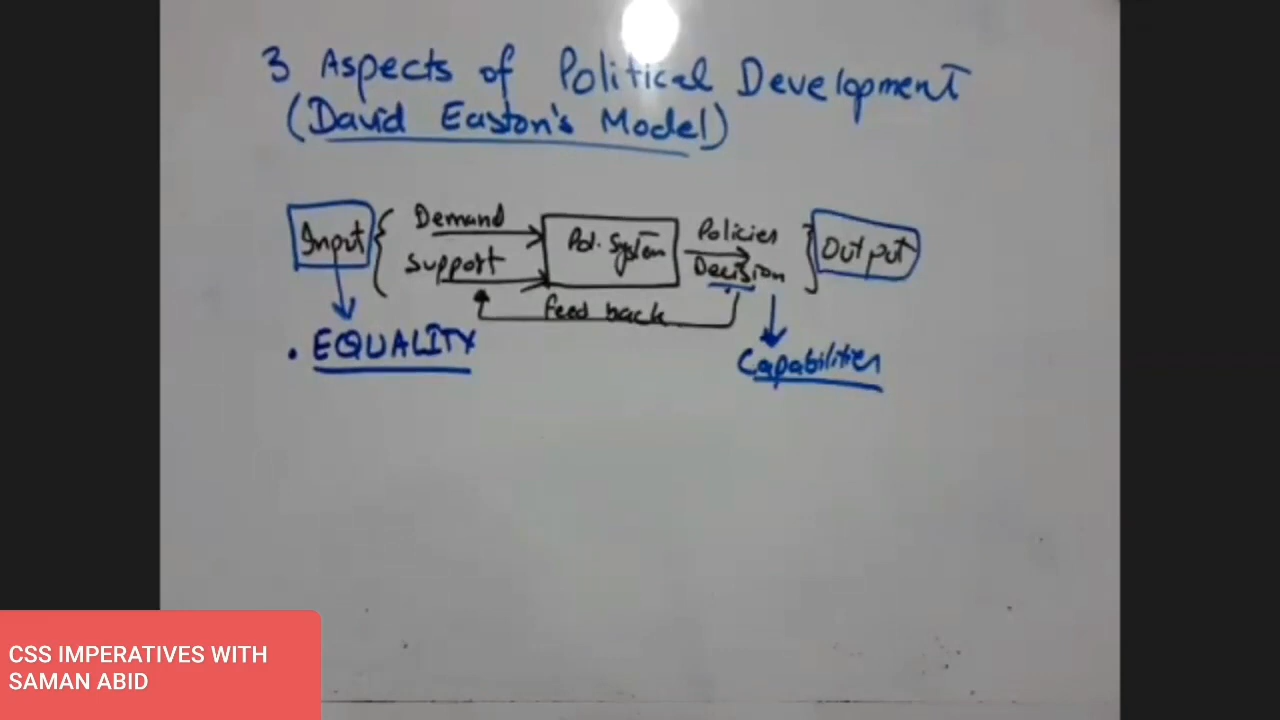 3 Aspects of Political Development
(David Easton's Model)
Input
Demand
Support
Pol. System
Policies
Decision
Output
Feed back
. EQUALITY
Capabilities
CSS IMPERATIVES WITH
SAMAN ABID